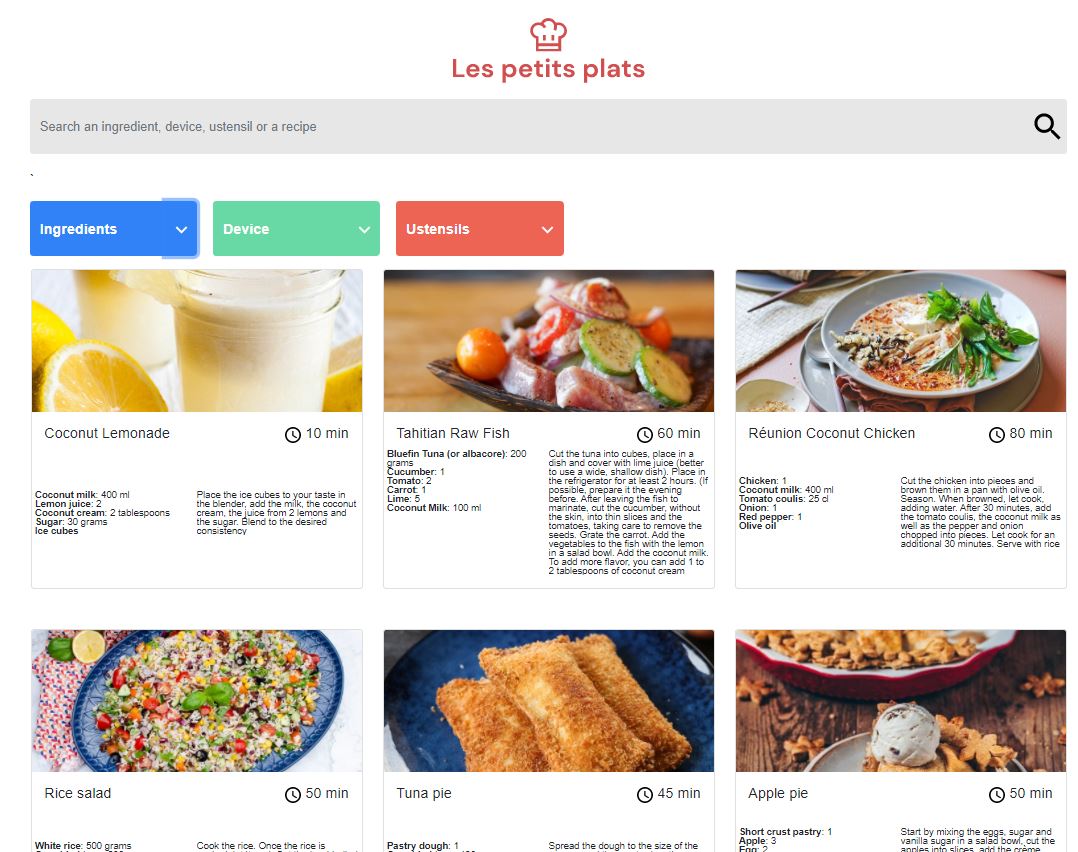 Les petits plats
Search an ingredient, device, ustensil or a recipe
`
Ingredients
Device
Ustensils
Coconut Lemonade
10 min
Coconut milk: 400 ml
Lemon juice: 2
Coconut cream: 2 tablespoons
Sugar: 30 grams
Ice cubes
Place the ice cubes to your taste in
the blender, add the milk, the coconut
cream, the juice from 2 lemons and
the sugar. Blend to the desired
consistency
Tahitian Raw Fish
60 min
Bluefin Tuna (or albacore): 200
grams
Cucumber: 1
Tomato: 2
Carrot: 1
Lime: 5
Coconut Milk: 100 ml
Cut the tuna into cubes, place in a
dish and cover with lime juice (better
to use a wide, shallow dish). Place in
the refrigerator for at least 2 hours. (If
possible, prepare it the evening
before. After leaving the fish to
marinate, cut the cucumber, without
the skin, into thin slices and the
tomatoes, taking care to remove the
seeds. Grate the carrot. Add the
vegetables to the fish with the lemon
in a salad bowl. Add the coconut milk.
To add more flavor, you can add 1 to
2 tablespoons of coconut cream
Réunion Coconut Chicken
80 min
Chicken: 1
Coconut milk: 400 ml
Tomato coulis: 25 cl
Onion: 1
Red pepper: 1
Olive oil
Cut the chicken into pieces and
brown them in a pan with olive oil.
Season. When browned, let cook,
adding water. After 30 minutes, add
the tomato coulis, the coconut milk as
well as the pepper and onion
chopped into pieces. Let cook for an
additional 30 minutes. Serve with rice
Rice salad
50 min
White rice: 500 grams
Cook the rice. Once the rice is
Tuna pie
45 min
Pastry dough: 1
Spread the dough to the size of the
Apple pie
50 min
Short crust pastry: 1
Apple: 3
Egg: 2
Start by mixing the eggs, sugar and
vanilla sugar in a salad bowl, cut the
apples into slices, add the crème